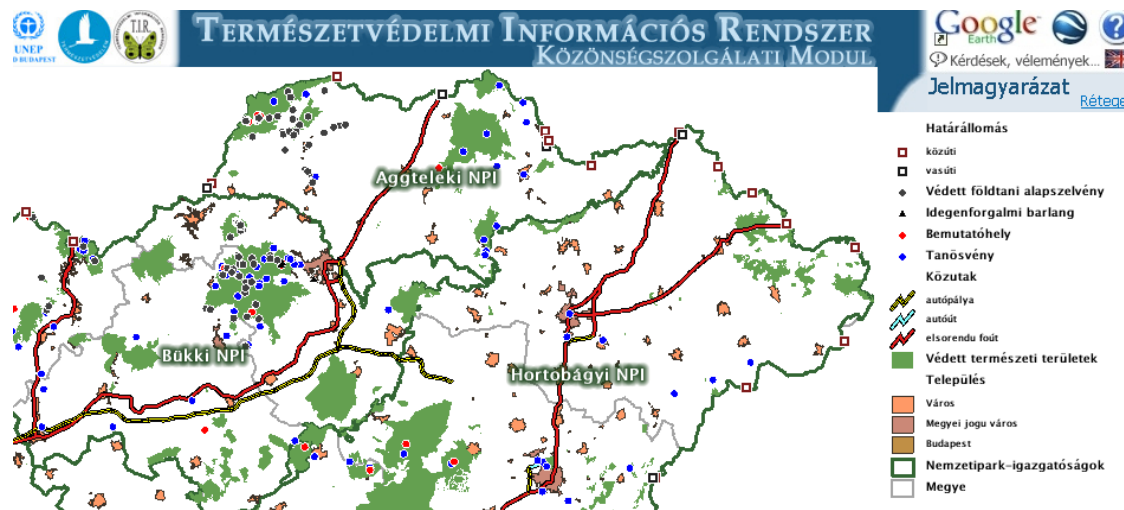 UNEP
D BUDAPEST
T.I.R.
TERMÉSZETVÉDELMI INFORMÁCIÓS RENDSZER
KÖZÖNSÉGSZOLGÁLATI MODUL
Google
Earth
?
Kérdések, vélemények...
Jelmagyarázat
Rétege
Határállomás
közúti
vasúti
Védett földtani alapszelvény
Idegenforgalmi barlang
Bemutatóhely
Tanösvény
Közutak
autópálya
autóút
elsorendu foút
Védett természeti területek
Település
Város
Megyei jogu város
Budapest
Nemzetipark-igazgatóságok
Megye
Aggteleki NPI
Bükki NPI
Hortobágyi NPI